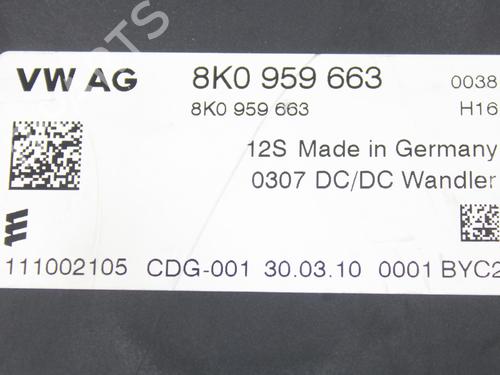 VW AG 8K0 959 663 0038
8K0 959 663 H16
12S Made in Germany
0307 DC/DC Wandler
111002105 CDG-001 30.03.10 0001 BYC2
PARTS